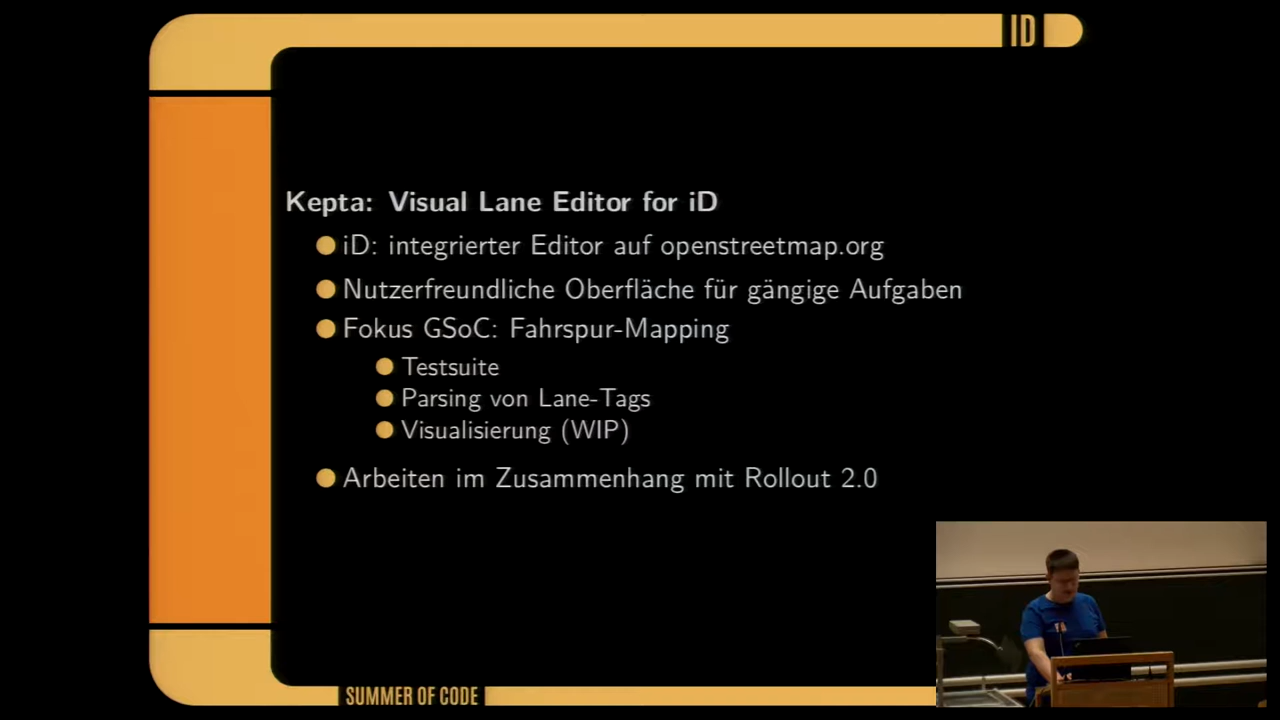 ID
Kepta: Visual Lane Editor for iD
iD: integrierter Editor auf openstreetmap.org
Nutzerfreundliche Oberfläche für gängige Aufgaben
Fokus GSoC: Fahrspur-Mapping
Testsuite
Parsing von Lane-Tags
Visualisierung (WIP)
Arbeiten im Zusammenhang mit Rollout 2.0
SUMMER OF CODE